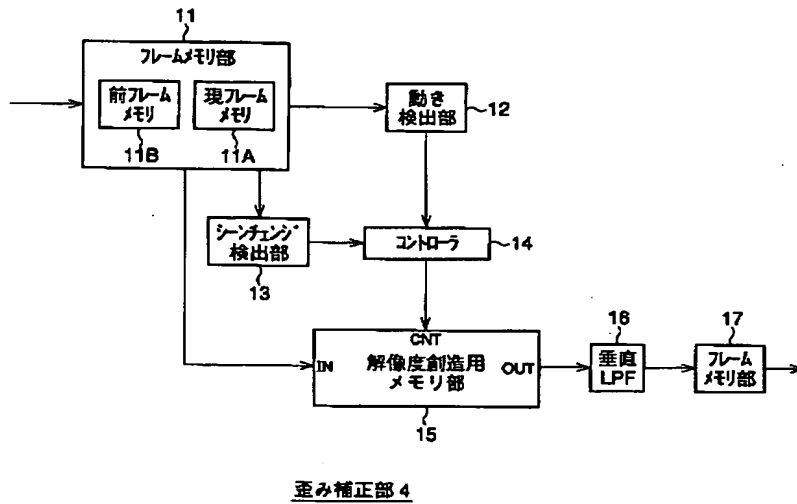 11
フレームメモリ部
前フレーム
メモリ
現フレーム
メモリ
11B
11A
動き
検出部
12
シーンチェンジ
検出部
13
コントローラ
14
CNT
IN
解像度創造用
メモリ部
OUT
15
16
垂直
LPF
17
フレーム
メモリ部
歪み補正部4